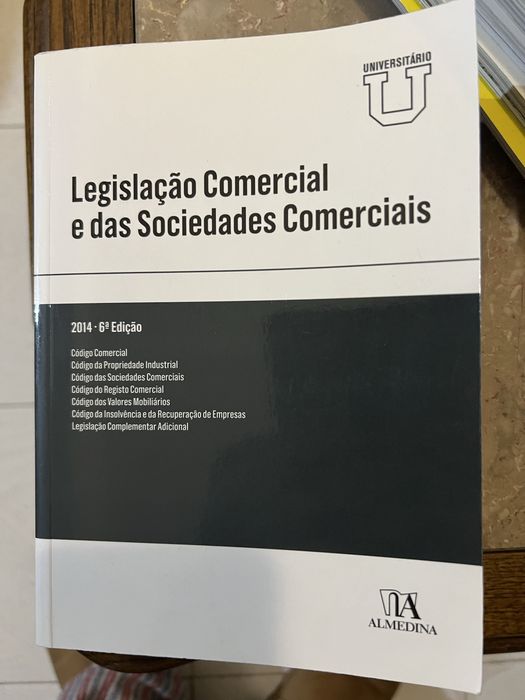 UNIVERSITÁRIO
U
Legislação Comercial
e das Sociedades Comerciais
2014 - 6ª Edição
Código Comercial
Código da Propriedade Industrial
Código das Sociedades Comerciais
Código do Registo Comercial
Código dos Valores Mobiliários
Código da Insolvência e da Recuperação de Empresas
Legislação Complementar Adicional
ALMEDINA